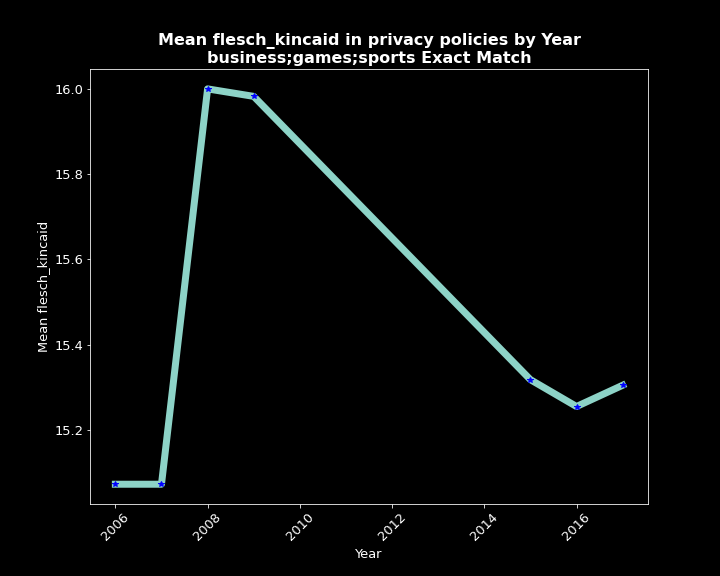 Mean flesch_kincaid in privacy policies by Year
business;games;sports Exact Match
16.0
15.8
15.6
15.4
15.2
Mean flesch_kincaid
2006
2008
2010
2012
2014
2016
Year